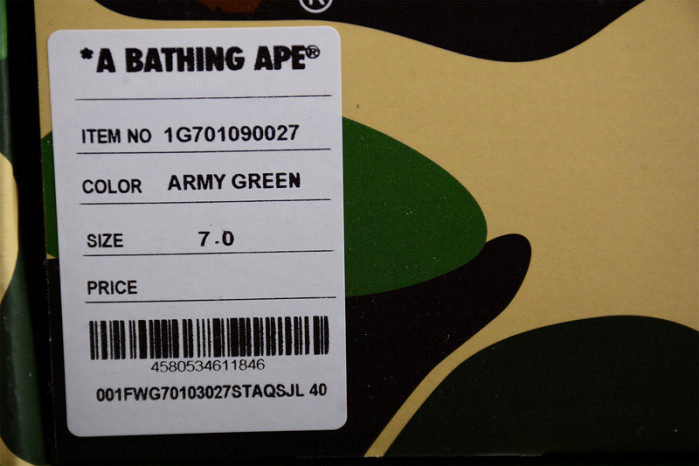 ®
*A BATHING APE®
ITEM NO 1G701090027
COLOR ARMY GREEN
SIZE 7.0
PRICE
4580534611846
001FWG70103027STAQSJL 40